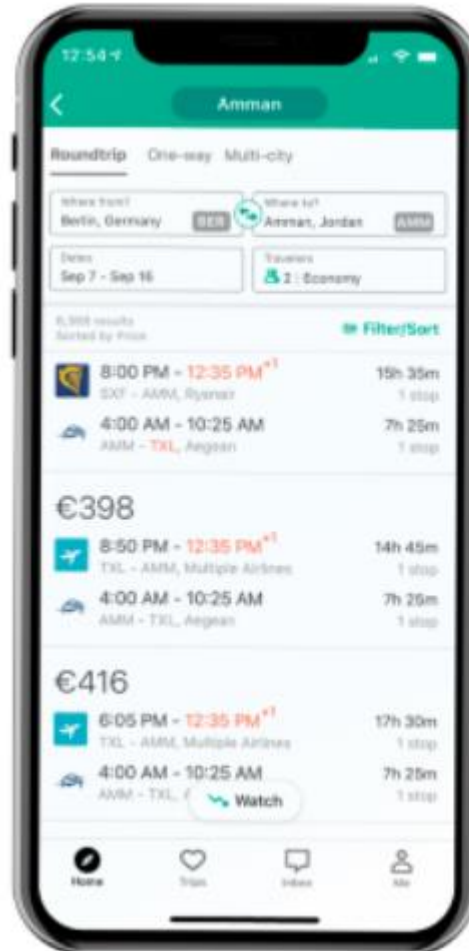 12:54
Amman
Roundtrip One-way Multi-city
Where from?
Berlin, Germany BER
Where to?
Amman, Jordan AMM
Dates
Sep 7 - Sep 16
Travelers
2 | Economy
results
Sorted by Price
Filter/Sort
8:00 PM - 12:35 PM+1 15h 35m
SXF - AMM, Ryanair 1 stop
4:00 AM - 10:25 AM 7h 25m
AMM - TXL, Aegean 1 stop
€398
8:50 PM - 12:35 PM+1 14h 45m
TXL - AMM, Multiple Airlines 1 stop
4:00 AM - 10:25 AM 7h 25m
AMM - TXL, Aegean 1 stop
€416
6:05 PM - 12:35 PM+1 17h 30m
TXL - AMM, Multiple Airlines 1 stop
4:00 AM - 10:25 AM 7h 25m
AMM - TXL, 1 stop
Watch
Home Trips Inbox Me